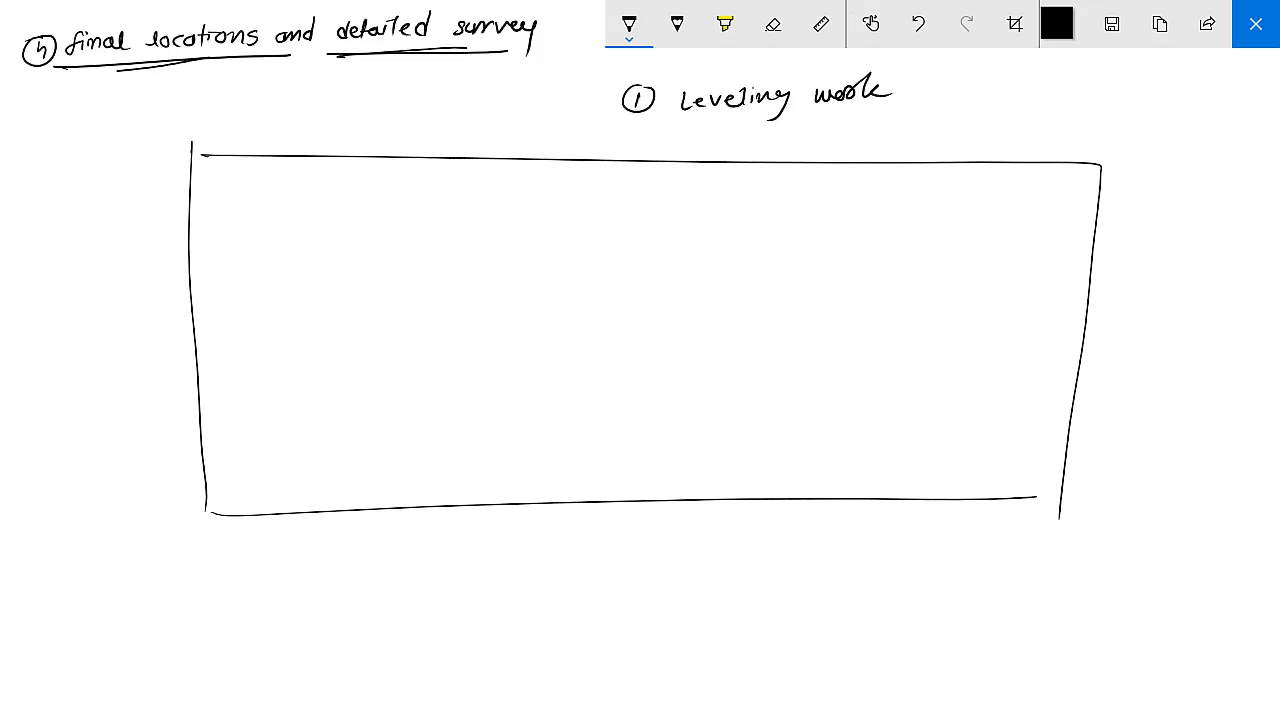 ④ final locations and detailed survey
① Leveling work